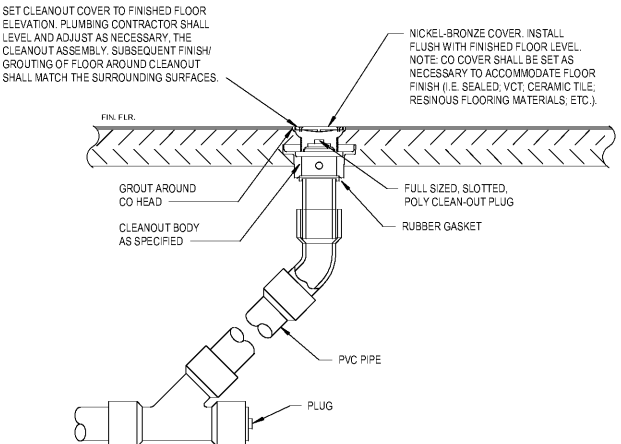 SET CLEANOUT COVER TO FINISHED FLOOR
ELEVATION. PLUMBING CONTRACTOR SHALL
LEVEL AND ADJUST AS NECESSARY, THE
CLEANOUT ASSEMBLY. SUBSEQUENT FINISH/
GROUTING OF FLOOR AROUND CLEANOUT
SHALL MATCH THE SURROUNDING SURFACES.
NICKEL-BRONZE COVER. INSTALL
FLUSH WITH FINISHED FLOOR LEVEL.
NOTE: CO COVER SHALL BE SET AS
NECESSARY TO ACCOMMODATE FLOOR
FINISH (I.E. SEALED; VCT; CERAMIC TILE;
RESINOUS FLOORING MATERIALS; ETC.).
FIN. FLR.
GROUT AROUND
CO HEAD
CLEANOUT BODY
AS SPECIFIED
FULL SIZED, SLOTTED,
POLY CLEAN-OUT PLUG
RUBBER GASKET
PVC PIPE
PLUG